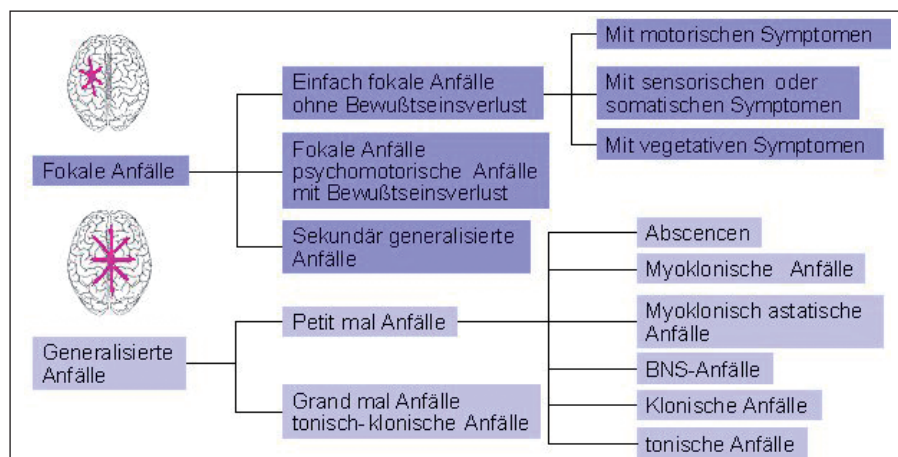 Fokale Anfälle
Einfach fokale Anfälle
ohne Bewußtseinsverlust
Mit motorischen Symptomen
Mit sensorischen oder
somatischen Symptomen
Mit vegetativen Symptomen
Fokale Anfälle
psychomotorische Anfälle
mit Bewußtseinsverlust
Sekundär generalisierte
Anfälle
Generalisierte
Anfälle
Petit mal Anfälle
Abscencen
Myoklonische Anfälle
Myoklonisch astatische
Anfälle
BNS-Anfälle
Klonische Anfälle
tonische Anfälle
Grand mal Anfälle
tonisch-klonische Anfälle